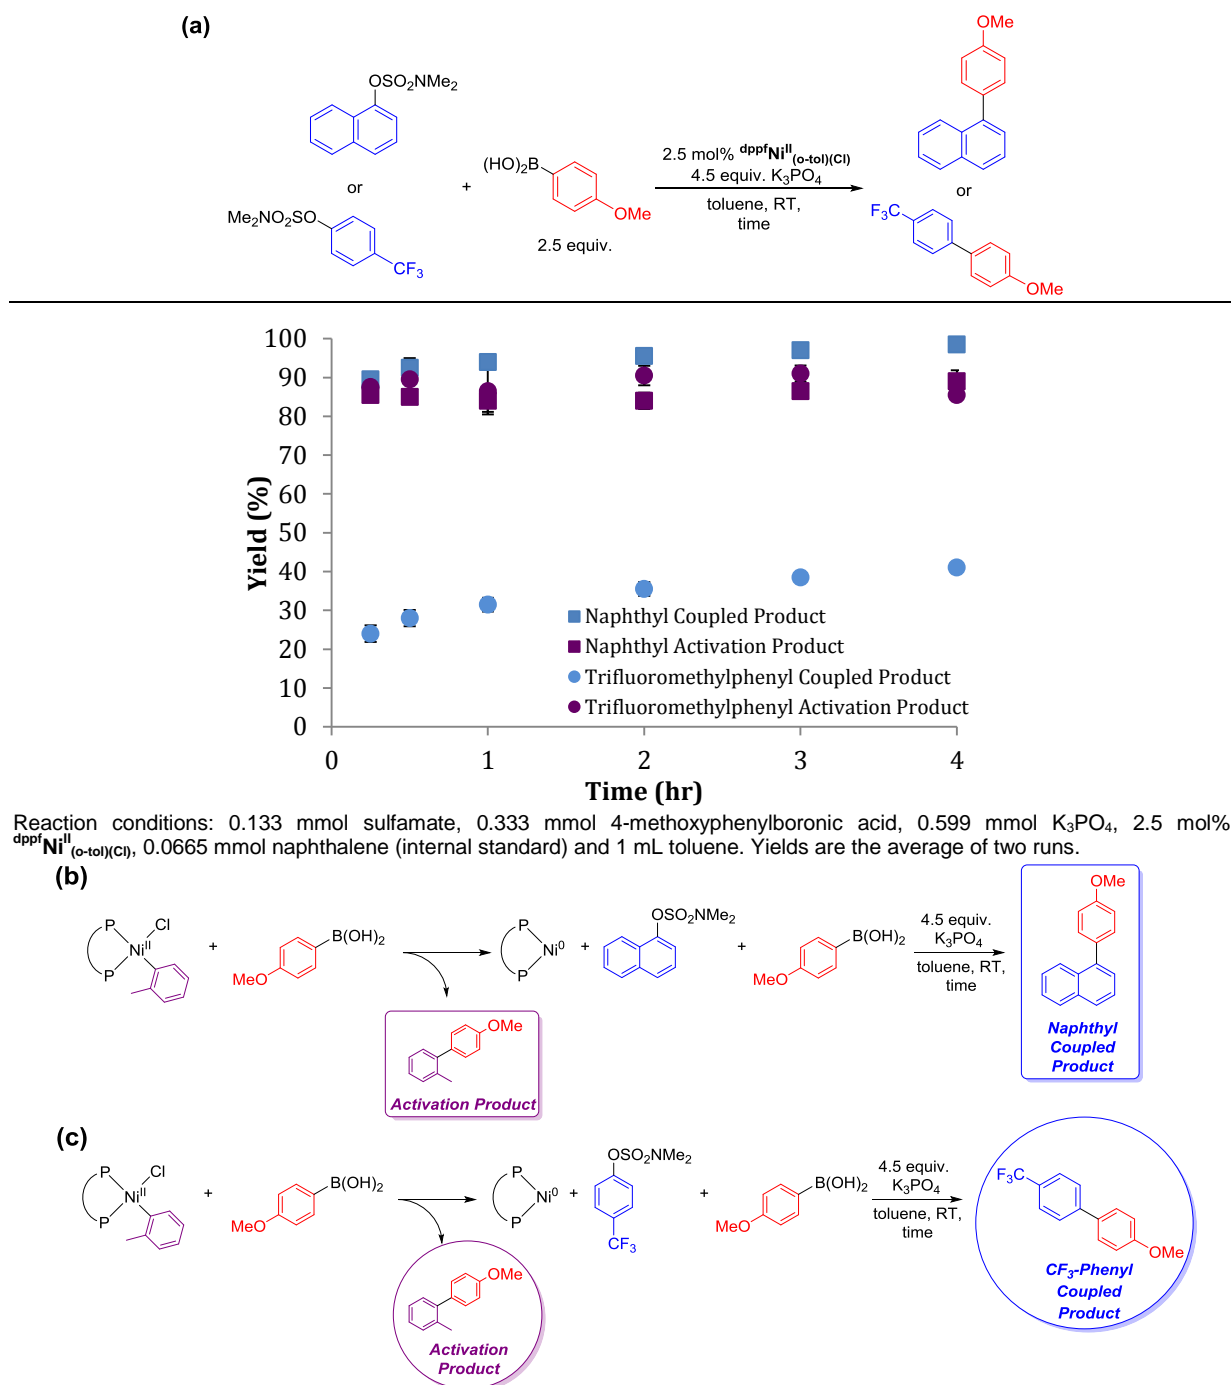 (a)
OSO₂NMe₂
or
Me₂NO₂SO
CF₃
+
(HO)₂B
OMe
2.5 equiv.
2.5 mol% dppfNiII(o-tol)(Cl)
4.5 equiv. K₃PO₄
toluene, RT,
time
OMe
or
F₃C
OMe
100
90
80
70
60
50
40
30
20
10
0
Yield (%)
Naphthyl Coupled Product
Naphthyl Activation Product
Trifluoromethylphenyl Coupled Product
Trifluoromethylphenyl Activation Product
0 1 2 3 4
Time (hr)
Reaction conditions: 0.133 mmol sulfamate, 0.333 mmol 4-methoxyphenylboronic acid, 0.599 mmol K₃PO₄, 2.5 mol%
dppfNiII(o-tol)(Cl), 0.0665 mmol naphthalene (internal standard) and 1 mL toluene. Yields are the average of two runs.
(b)
P
P
NiII
Cl
+
B(OH)₂
MeO
P
P
Ni0
+
OSO₂NMe₂
+
B(OH)₂
MeO
4.5 equiv.
K₃PO₄
toluene, RT,
time
OMe
Naphthyl
Coupled
Product
OMe
Activation Product
(c)
P
P
NiII
Cl
+
B(OH)₂
MeO
P
P
Ni0
+
OSO₂NMe₂
CF₃
+
B(OH)₂
MeO
4.5 equiv.
K₃PO₄
toluene, RT,
time
F₃C
OMe
CF₃-Phenyl
Coupled
Product
OMe
Activation
Product